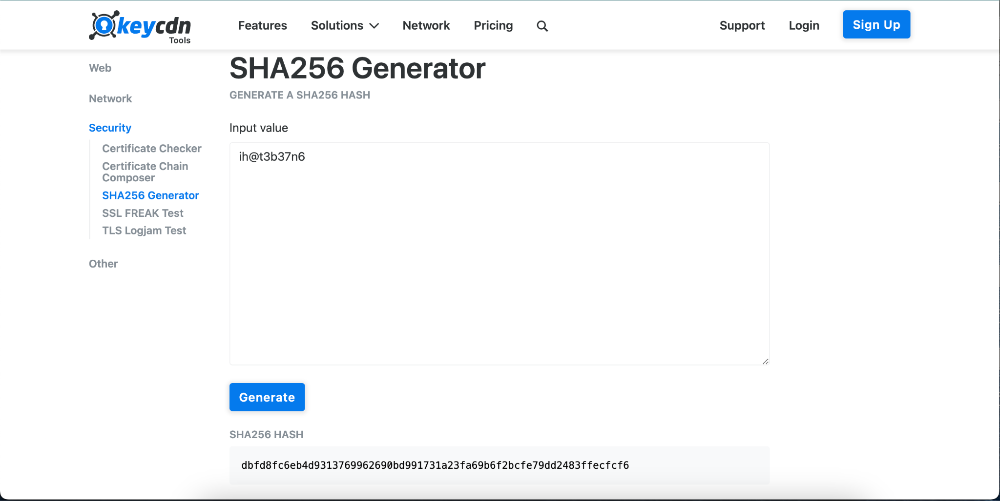 keycdn
Tools
Features
Solutions
Network
Pricing
Support
Login
Sign Up
Web
Network
Security
Certificate Checker
Certificate Chain
Composer
SHA256 Generator
SSL FREAK Test
TLS Logjam Test
Other
SHA256 Generator
GENERATE A SHA256 HASH
Input value
ih@t3b37n6
Generate
SHA256 HASH
dbfd8fc6eb4d9313769962690bd991731a23fa69b6f2bcfe79dd2483ffecfcf6